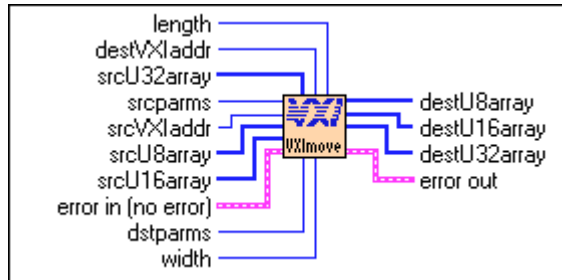 length
destVXIaddr
srcU32array
srcparms
srcVXIaddr
srcU8array
srcU16array
error in (no error)
dstparms
width
VXI
VXImove
destU8array
destU16array
destU32array
error out